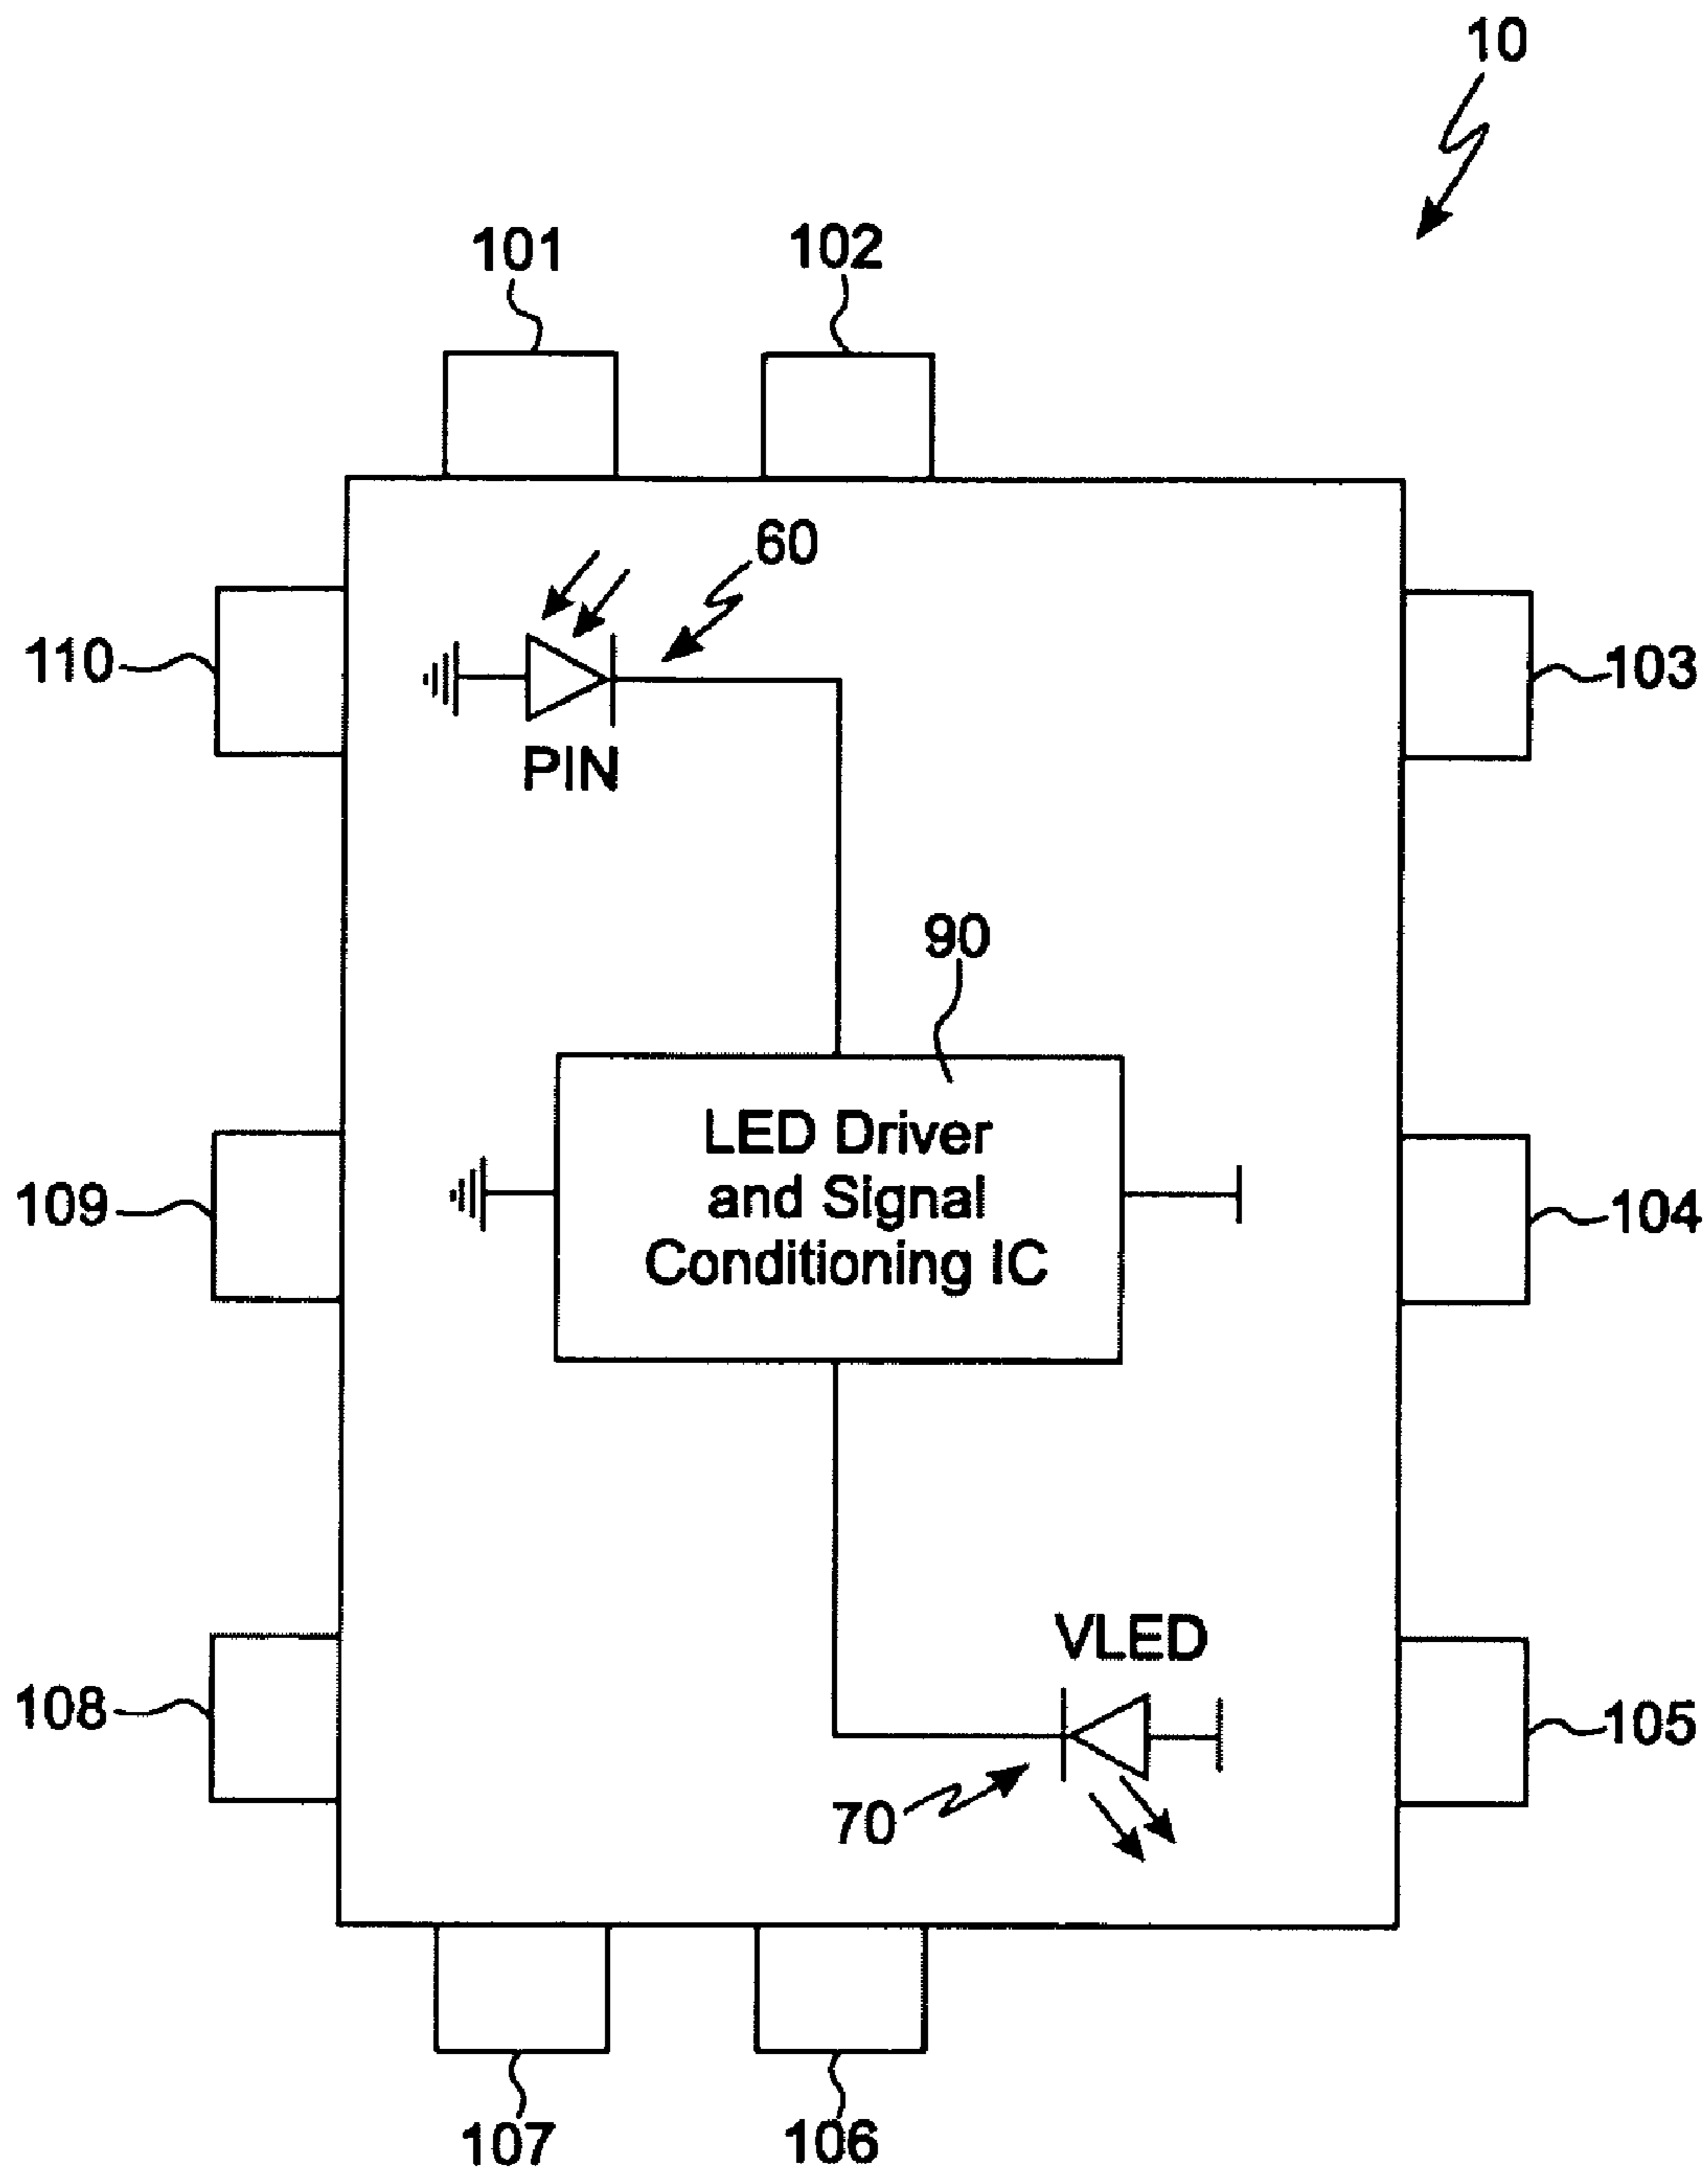 10
101
102
60
110
103
PIN
90
LED Driver
and Signal
Conditioning IC
109
104
VLED
108
105
70
107
106